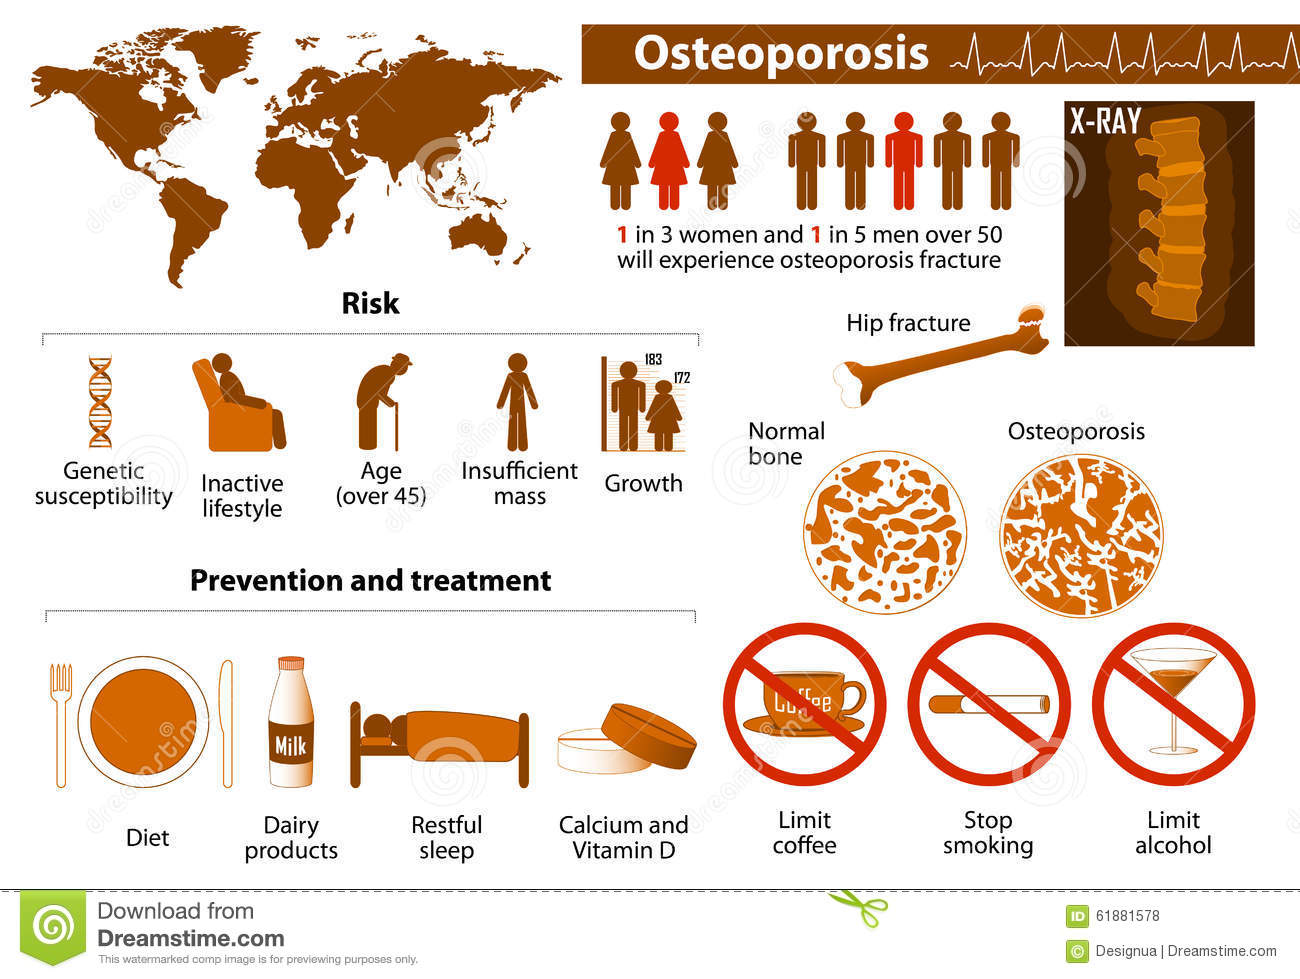 Osteoporosis
X-RAY
1 in 3 women and 1 in 5 men over 50
will experience osteoporosis fracture
Risk
Hip fracture
183
172
Genetic
susceptibility
Inactive
lifestyle
Age
(over 45)
Insufficient
mass
Growth
Normal
bone
Osteoporosis
Prevention and treatment
Milk
Coffee
Diet
Dairy
products
Restful
sleep
Calcium and
Vitamin D
Limit
coffee
Stop
smoking
Limit
alcohol
Download from
Dreamstime.com
This watermarked comp image is for previewing purposes only.
ID 61881578
© Designua | Dreamstime.com
dreamstime